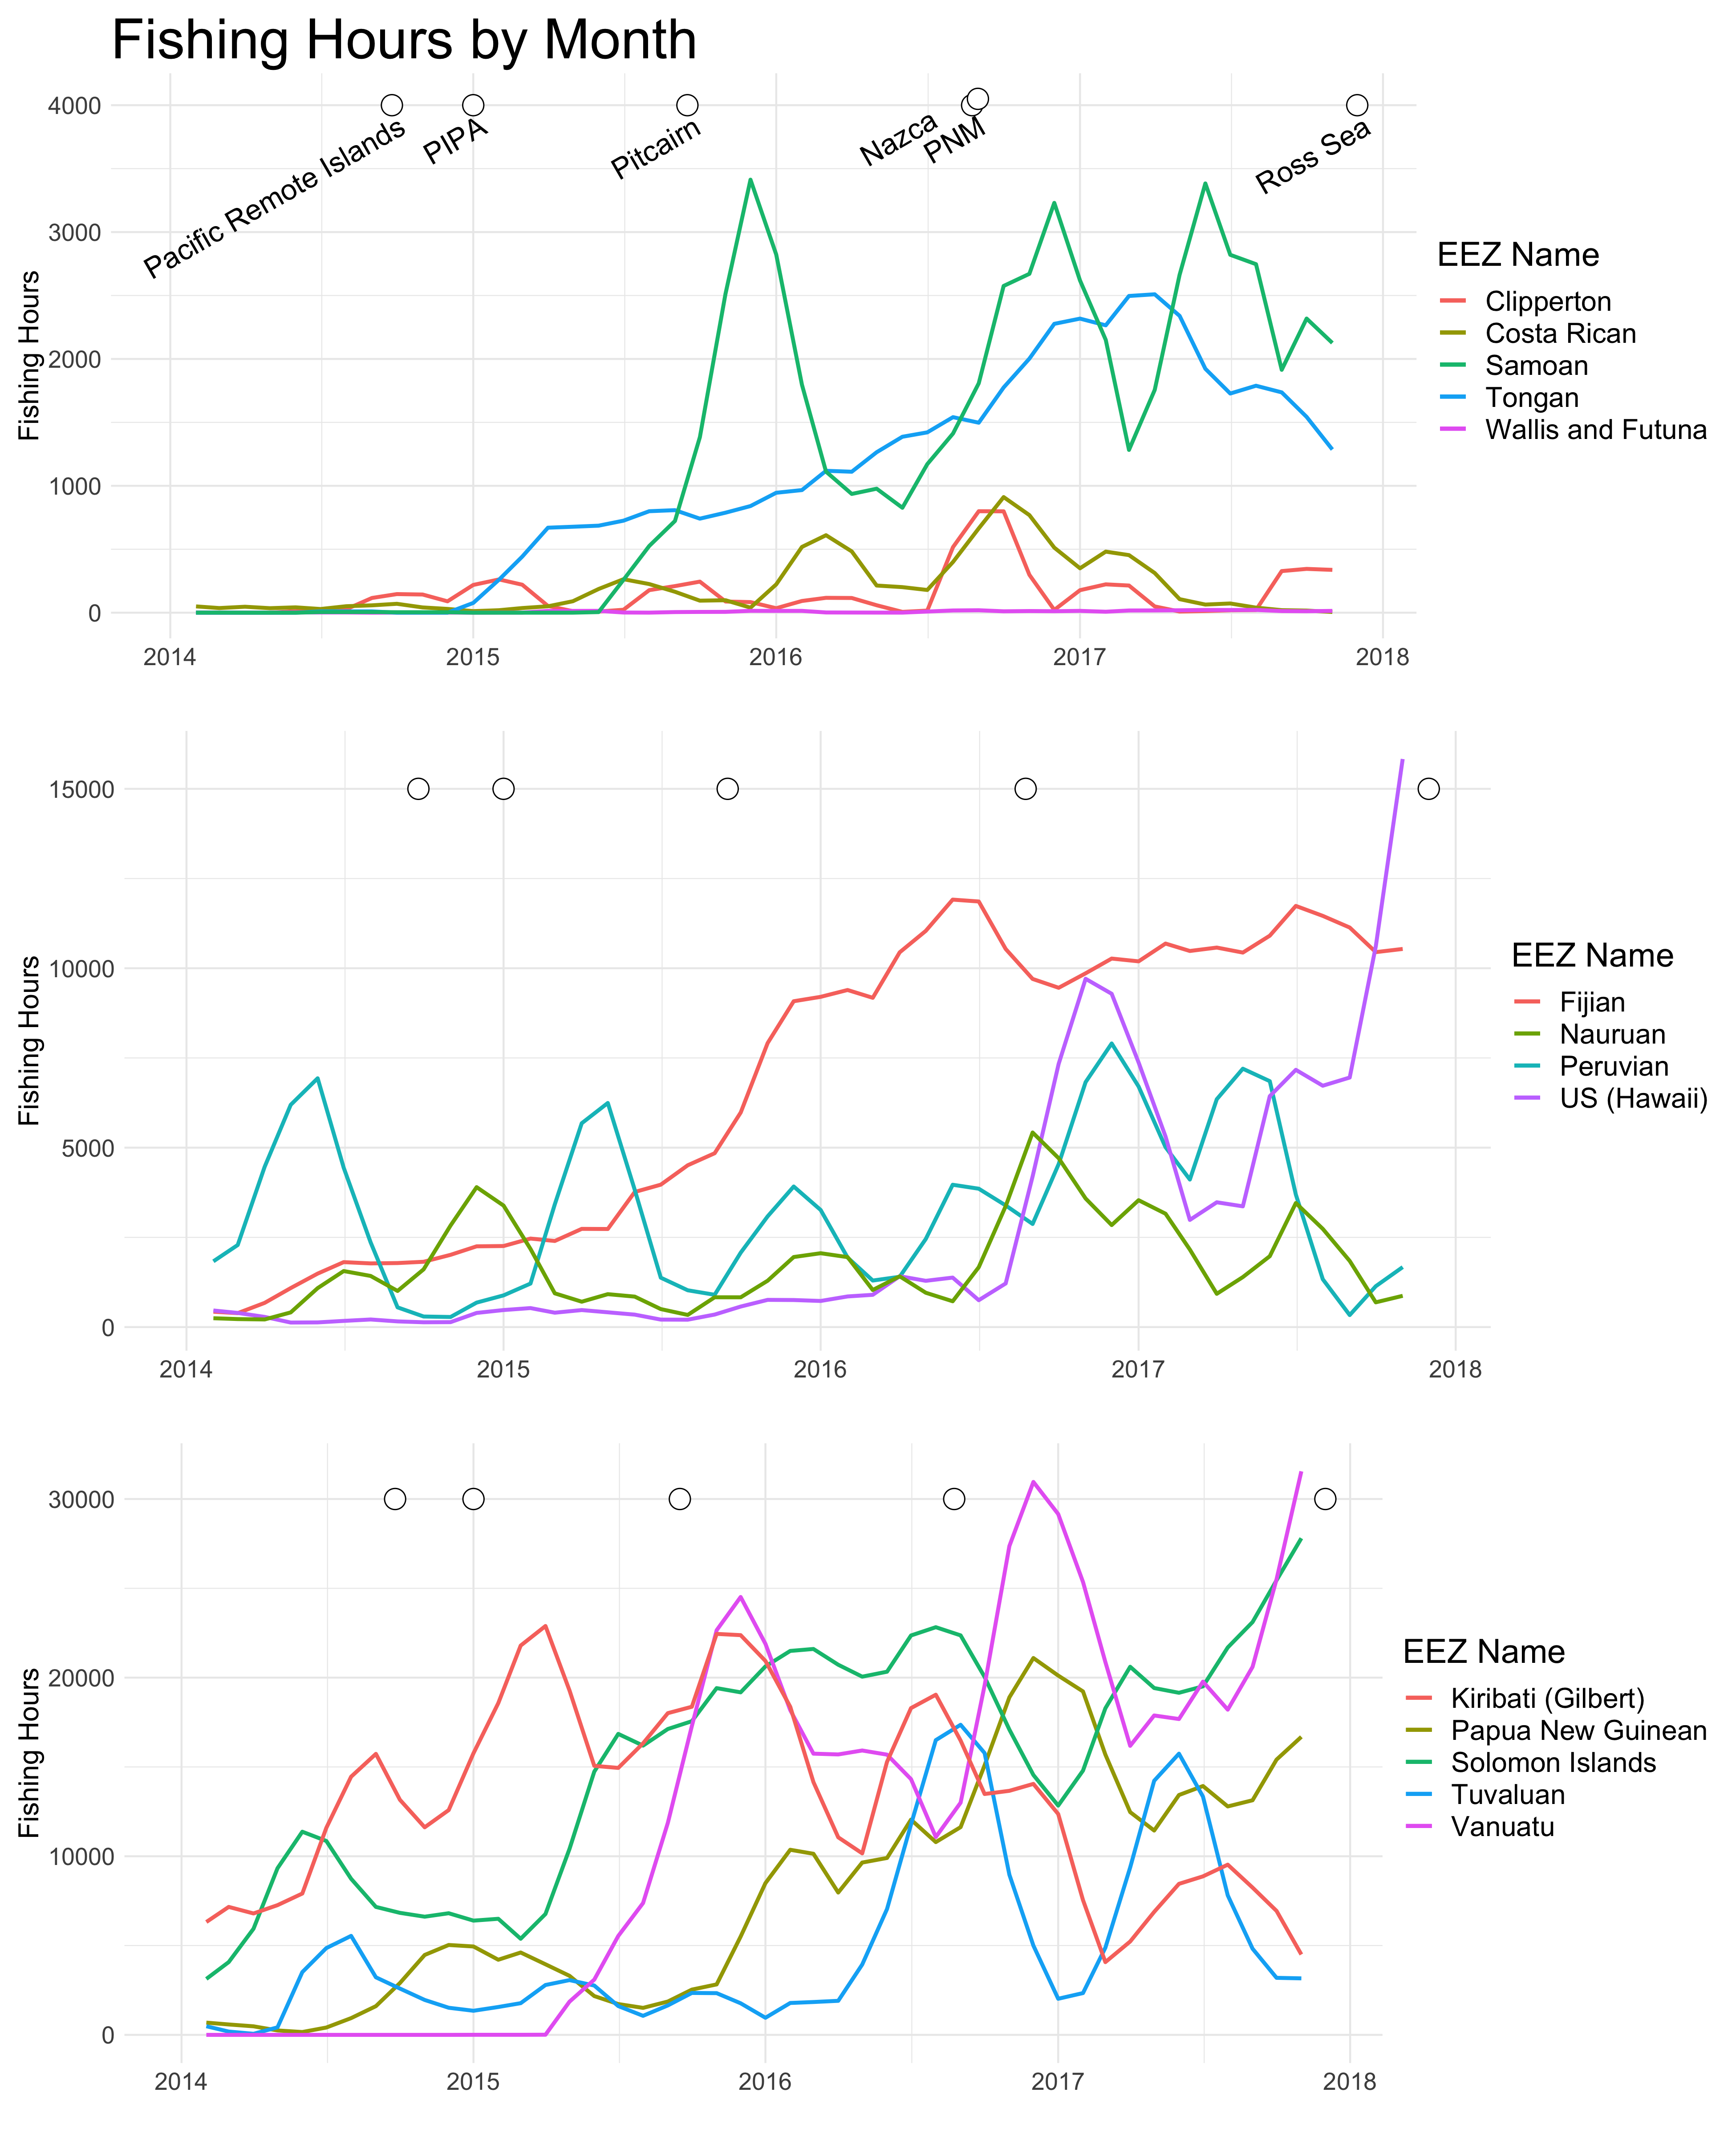 Fishing Hours by Month
4000
3000
2000
1000
0
Fishing Hours
Pacific Remote Islands
PIPA
Pitcairn
Nazca
PNM
Ross Sea
2014 2015 2016 2017 2018
EEZ Name
Clipperton
Costa Rican
Samoan
Tongan
Wallis and Futuna
15000
10000
5000
0
Fishing Hours
2014 2015 2016 2017 2018
EEZ Name
Fijian
Nauruan
Peruvian
US (Hawaii)
30000
20000
10000
0
Fishing Hours
2014 2015 2016 2017 2018
EEZ Name
Kiribati (Gilbert)
Papua New Guinean
Solomon Islands
Tuvaluan
Vanuatu